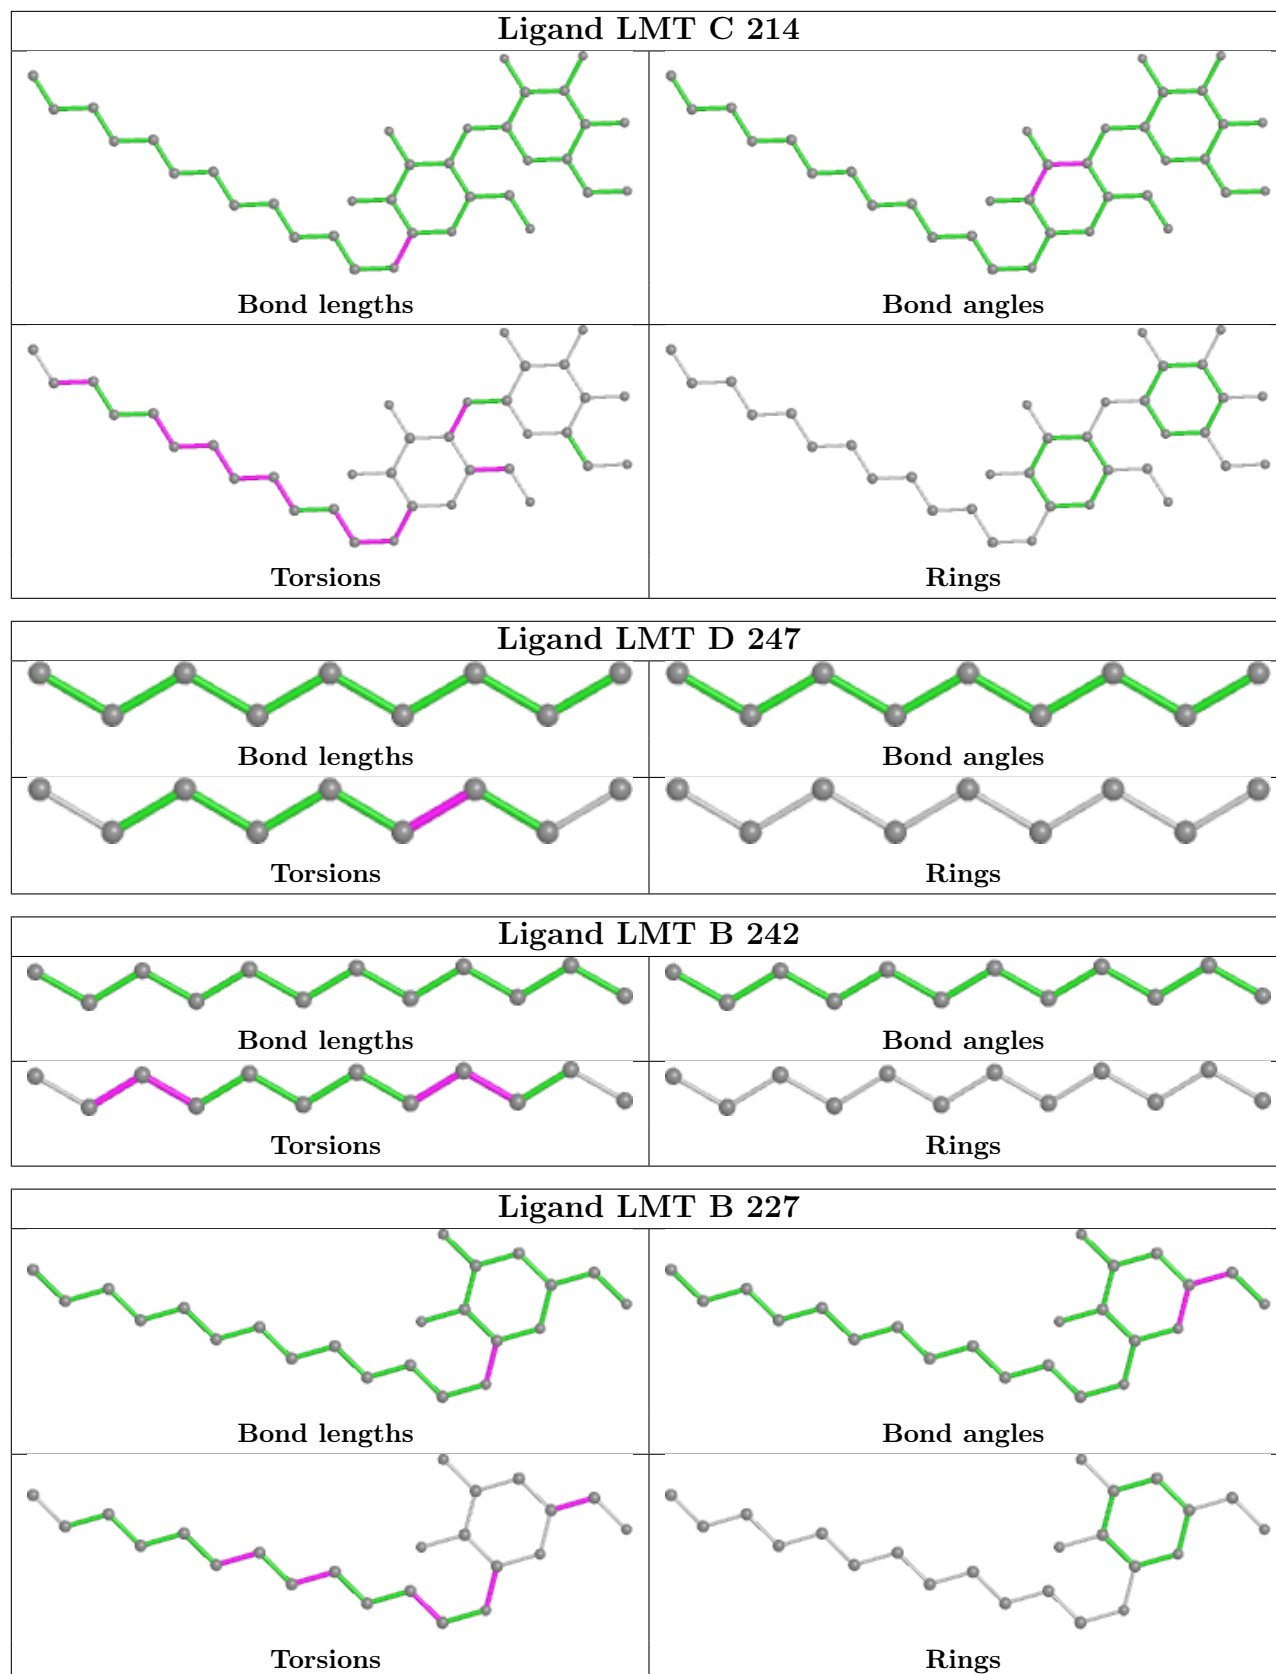 Ligand LMT C 214
Bond lengths
Bond angles
Torsions
Rings
Ligand LMT D 247
Bond lengths
Bond angles
Torsions
Rings
Ligand LMT B 242
Bond lengths
Bond angles
Torsions
Rings
Ligand LMT B 227
Bond lengths
Bond angles
Torsions
Rings